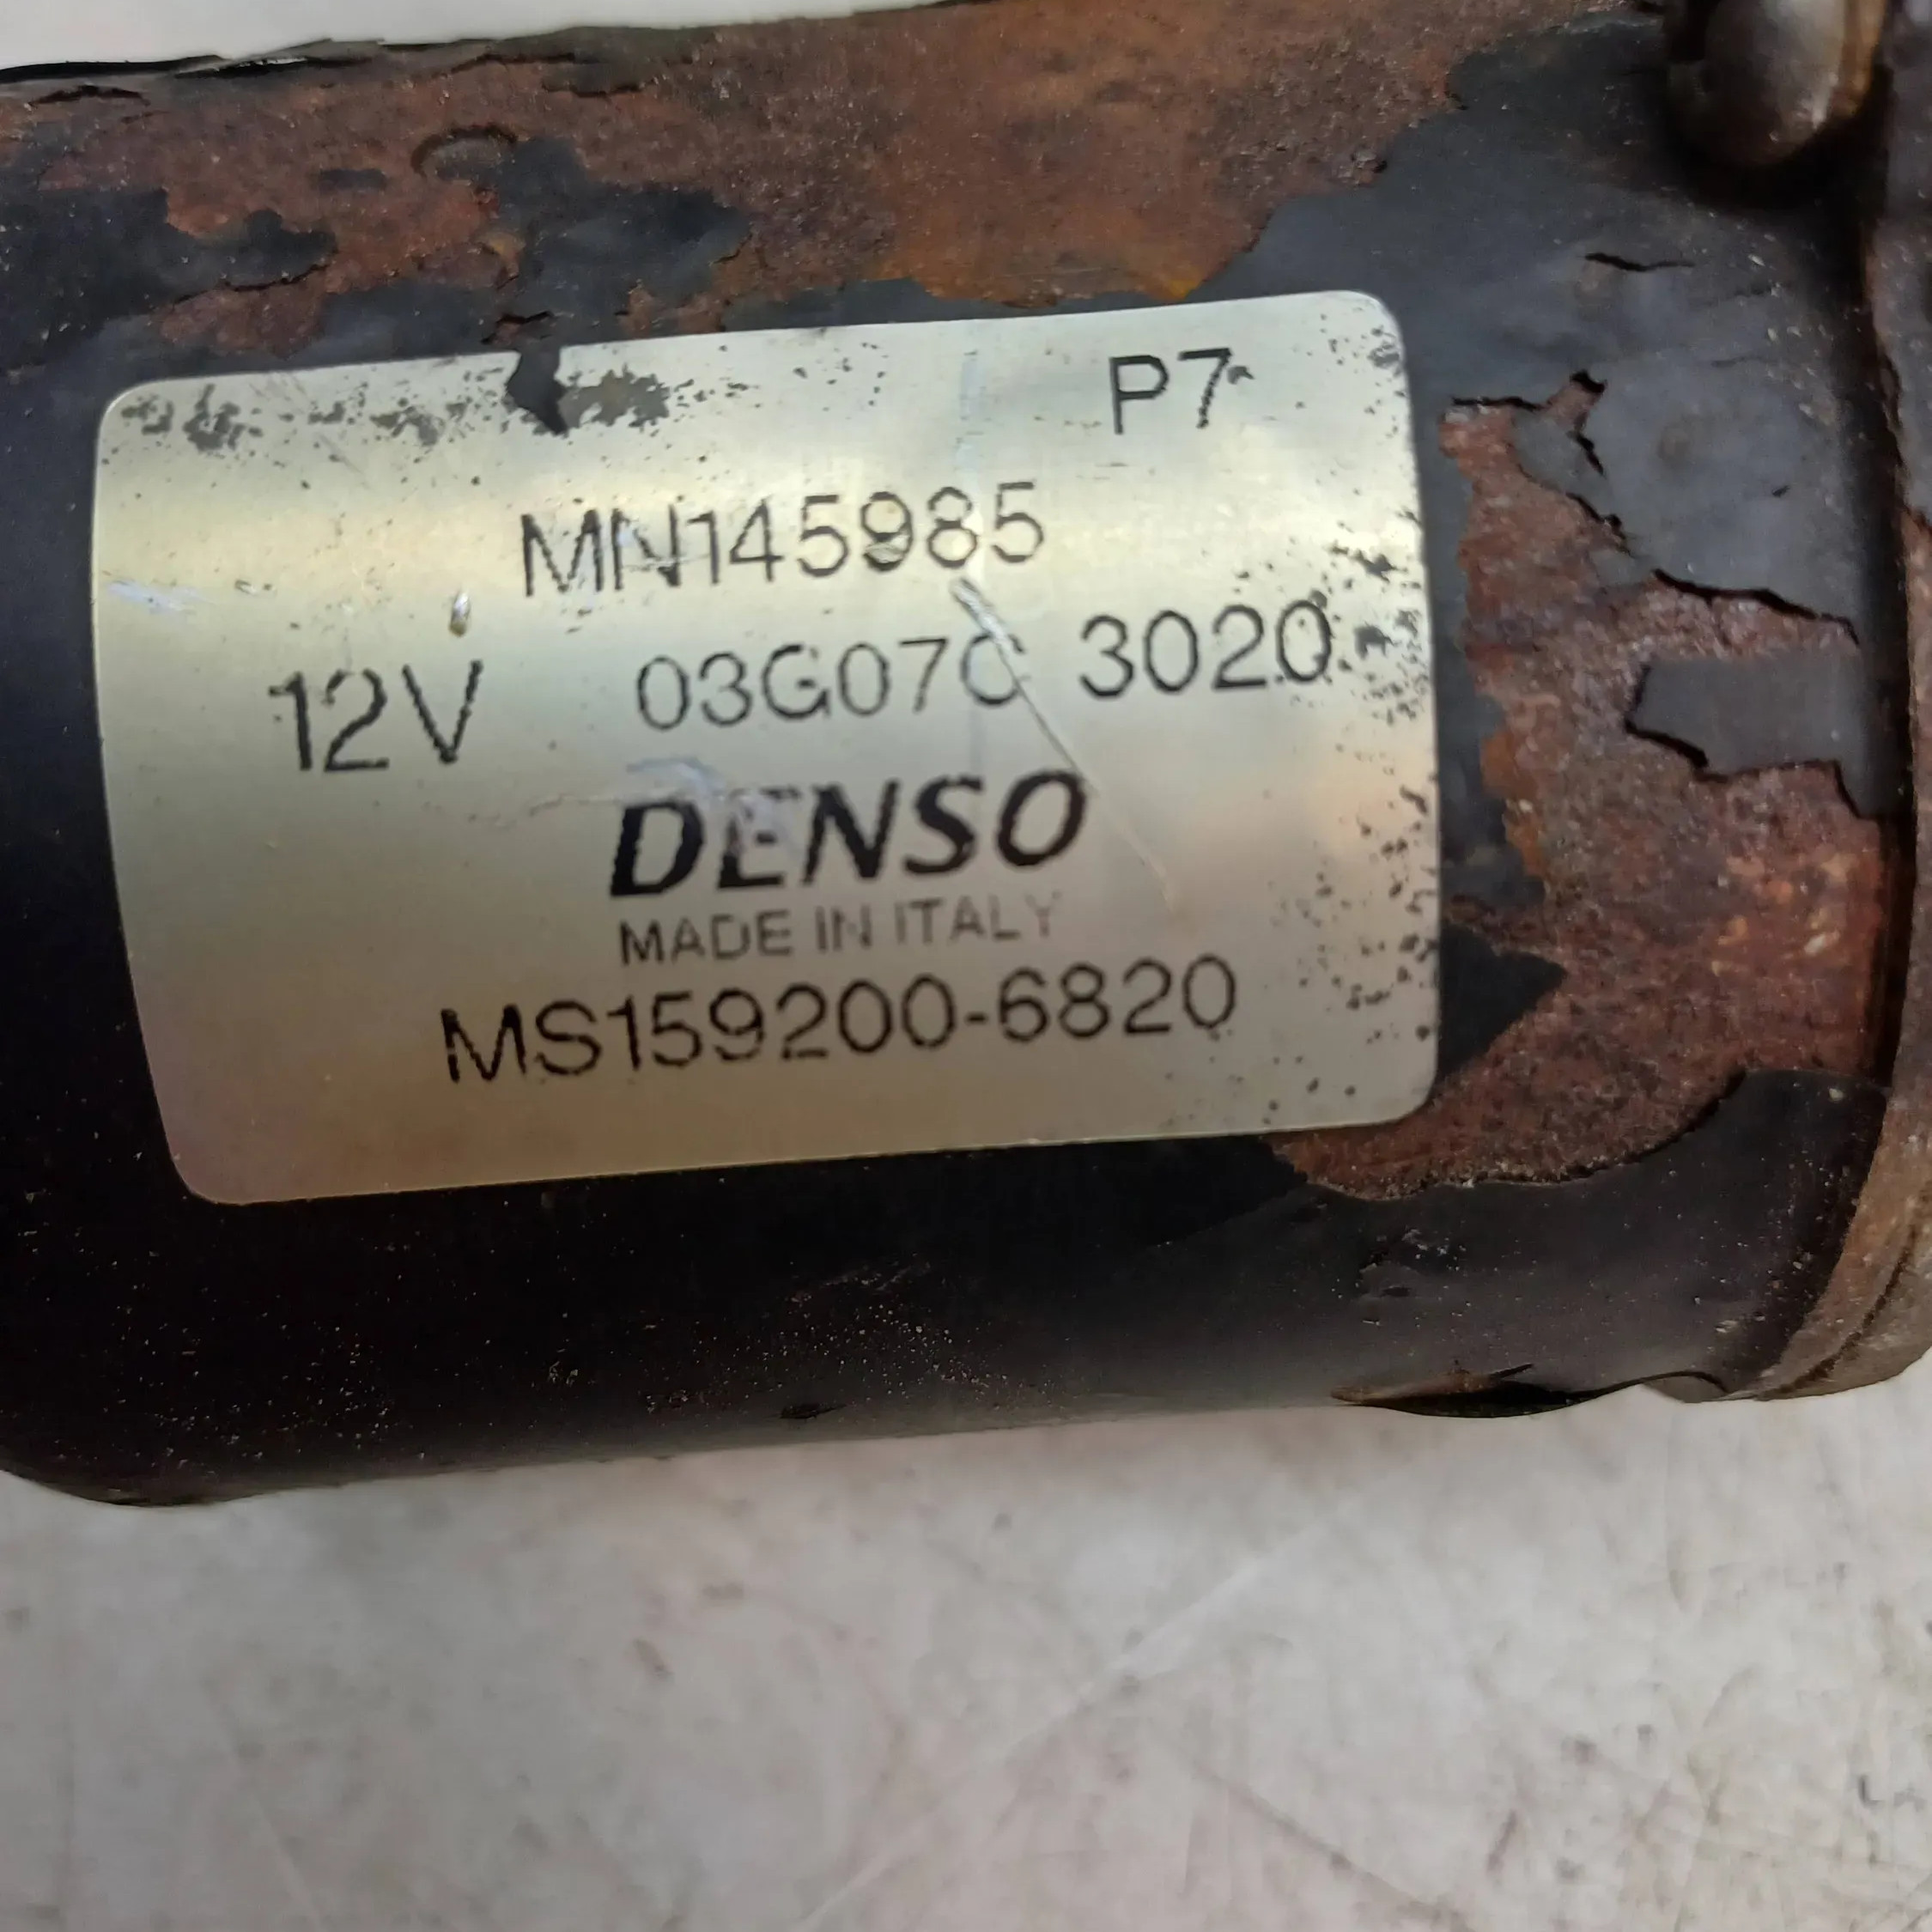 P7
MN145985
12V 03G07C 3020
DENSO
MADE IN ITALY
MS159200-6820